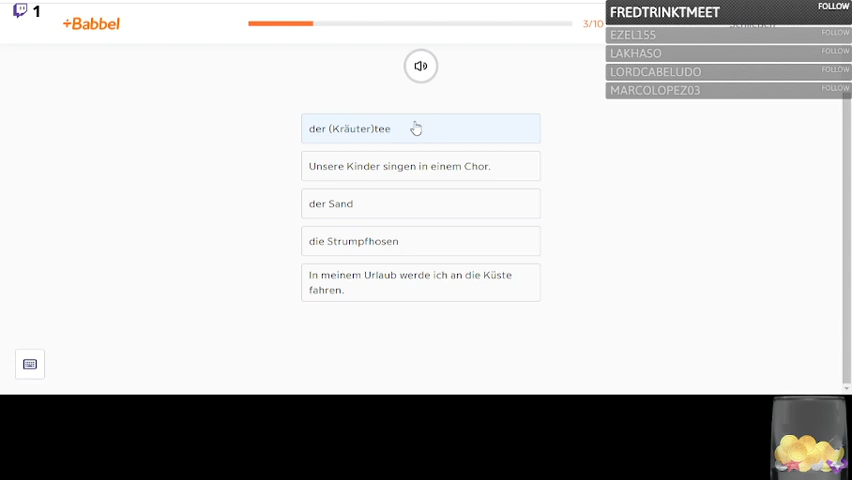 1
+Babbel
3/10
FREDTRINKTMEET FOLLOW
EZEL155 FOLLOW
LAKHASO FOLLOW
LORDCABELUDO FOLLOW
MARCOLOPEZ03 FOLLOW
der (Kräuter)tee
Unsere Kinder singen in einem Chor.
der Sand
die Strumpfhosen
In meinem Urlaub werde ich an die Küste
fahren.